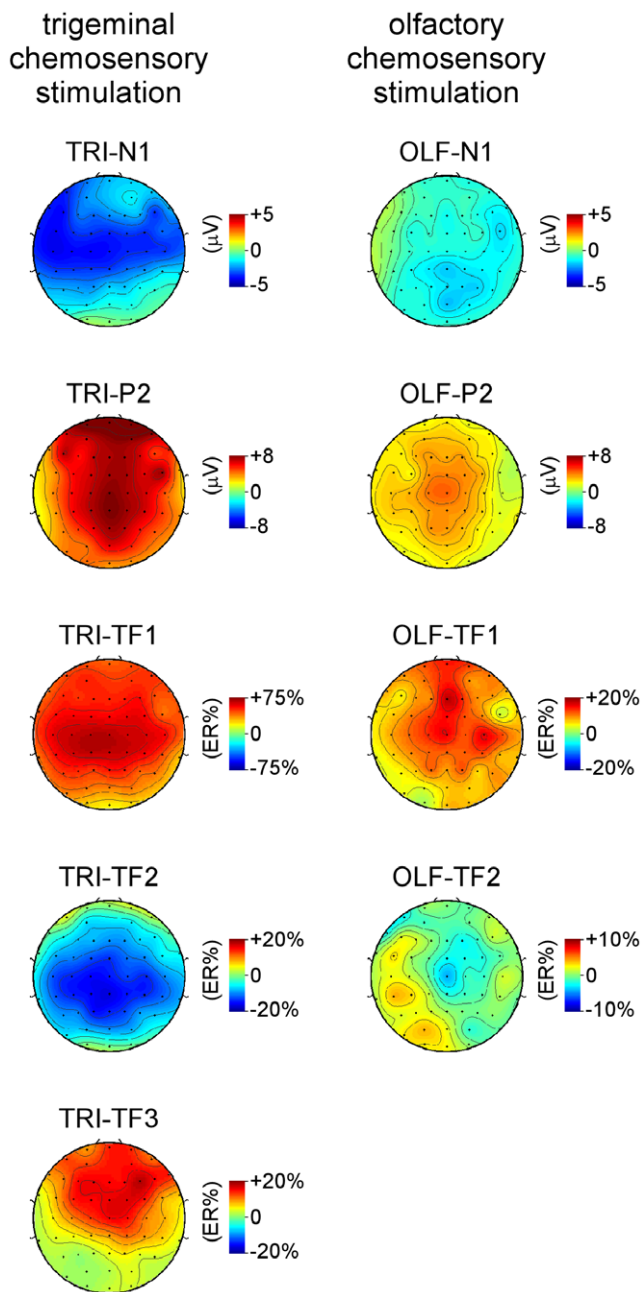 trigeminal
chemosensory
stimulation
olfactory
chemosensory
stimulation
TRI-N1
+5
0
-5
(µV)
OLF-N1
+5
0
-5
(µV)
TRI-P2
+8
0
-8
(µV)
OLF-P2
+8
0
-8
(µV)
TRI-TF1
+75%
0
-75%
(ER%)
OLF-TF1
+20%
0
-20%
(ER%)
TRI-TF2
+20%
0
-20%
(ER%)
OLF-TF2
+10%
0
-10%
(ER%)
TRI-TF3
+20%
0
-20%
(ER%)